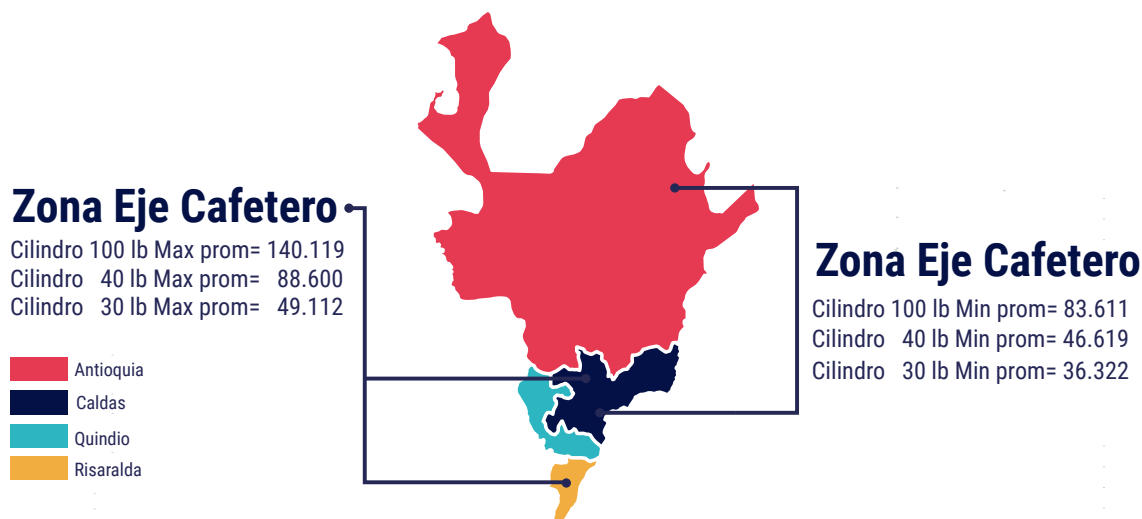 Zona Eje Cafetero
Cilindro 100 lb Max prom= 140.119
Cilindro 40 lb Max prom= 88.600
Cilindro 30 lb Max prom= 49.112
Antioquia
Caldas
Quindio
Risaralda
Zona Eje Cafetero
Cilindro 100 lb Min prom= 83.611
Cilindro 40 lb Min prom= 46.619
Cilindro 30 lb Min prom= 36.322